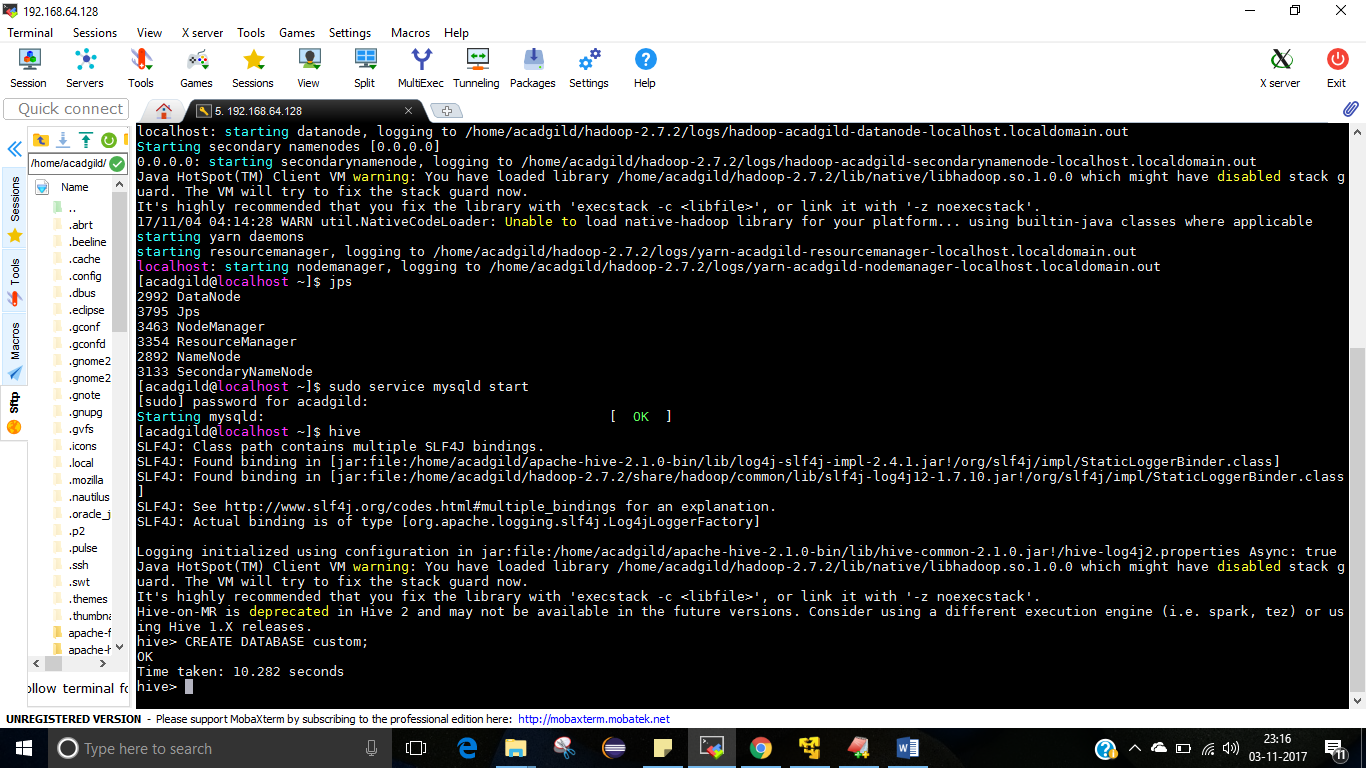 192.168.64.128
Terminal Sessions View X server Tools Games Settings Macros Help
Session Servers Tools Games Sessions View Split MultiExec Tunneling Packages Settings Help X server Exit
Quick connect
5. 192.168.64.128
/home/acadgild/
Name
..
.abrt
.beeline
.cache
.config
.dbus
.eclipse
.gconf
.gconfd
.gnome2
.gnome2
.gnote
.gnupg
.gvfs
.icons
.local
.mozilla
.nautilus
.oracle_j
.p2
.pulse
.ssh
.swt
.themes
.thumbna
apache-f
apache-h
ollow terminal fo
Sessions
Tools
Macros
Sftp
localhost: starting datanode, logging to /home/acadgild/hadoop-2.7.2/logs/hadoop-acadgild-datanode-localhost.localdomain.out
Starting secondary namenodes [0.0.0.0]
0.0.0.0: starting secondarynamenode, logging to /home/acadgild/hadoop-2.7.2/logs/hadoop-acadgild-secondarynamenode-localhost.localdomain.out
Java HotSpot(TM) Client VM warning: You have loaded library /home/acadgild/hadoop-2.7.2/lib/native/libhadoop.so.1.0.0 which might have disabled stack g
uard. The VM will try to fix the stack guard now.
It's highly recommended that you fix the library with 'execstack -c <libfile>', or link it with '-z noexecstack'.
17/11/04 04:14:28 WARN util.NativeCodeLoader: Unable to load native-hadoop library for your platform... using builtin-java classes where applicable
starting yarn daemons
starting resourcemanager, logging to /home/acadgild/hadoop-2.7.2/logs/yarn-acadgild-resourcemanager-localhost.localdomain.out
localhost: starting nodemanager, logging to /home/acadgild/hadoop-2.7.2/logs/yarn-acadgild-nodemanager-localhost.localdomain.out
[acadgild@localhost ~]$ jps
2992 DataNode
3795 Jps
3463 NodeManager
3354 ResourceManager
2892 NameNode
3133 SecondaryNameNode
[acadgild@localhost ~]$ sudo service mysqld start
[sudo] password for acadgild:
Starting mysqld: [ OK ]
[acadgild@localhost ~]$ hive
SLF4J: Class path contains multiple SLF4J bindings.
SLF4J: Found binding in [jar:file:/home/acadgild/apache-hive-2.1.0-bin/lib/log4j-slf4j-impl-2.4.1.jar!/org/slf4j/impl/StaticLoggerBinder.class]
SLF4J: Found binding in [jar:file:/home/acadgild/hadoop-2.7.2/share/hadoop/common/lib/slf4j-log4j12-1.7.10.jar!/org/slf4j/impl/StaticLoggerBinder.class
]
SLF4J: See http://www.slf4j.org/codes.html#multiple_bindings for an explanation.
SLF4J: Actual binding is of type [org.apache.logging.slf4j.Log4jLoggerFactory]
Logging initialized using configuration in jar:file:/home/acadgild/apache-hive-2.1.0-bin/lib/hive-common-2.1.0.jar!/hive-log4j2.properties Async: true
Java HotSpot(TM) Client VM warning: You have loaded library /home/acadgild/hadoop-2.7.2/lib/native/libhadoop.so.1.0.0 which might have disabled stack g
uard. The VM will try to fix the stack guard now.
It's highly recommended that you fix the library with 'execstack -c <libfile>', or link it with '-z noexecstack'.
Hive-on-MR is deprecated in Hive 2 and may not be available in the future versions. Consider using a different execution engine (i.e. spark, tez) or us
ing Hive 1.X releases.
hive> CREATE DATABASE custom;
OK
Time taken: 10.282 seconds
hive>
UNREGISTERED VERSION - Please support MobaXterm by subscribing to the professional edition here: http://mobaxterm.mobatek.net
Type here to search
23:16
03-11-2017
11